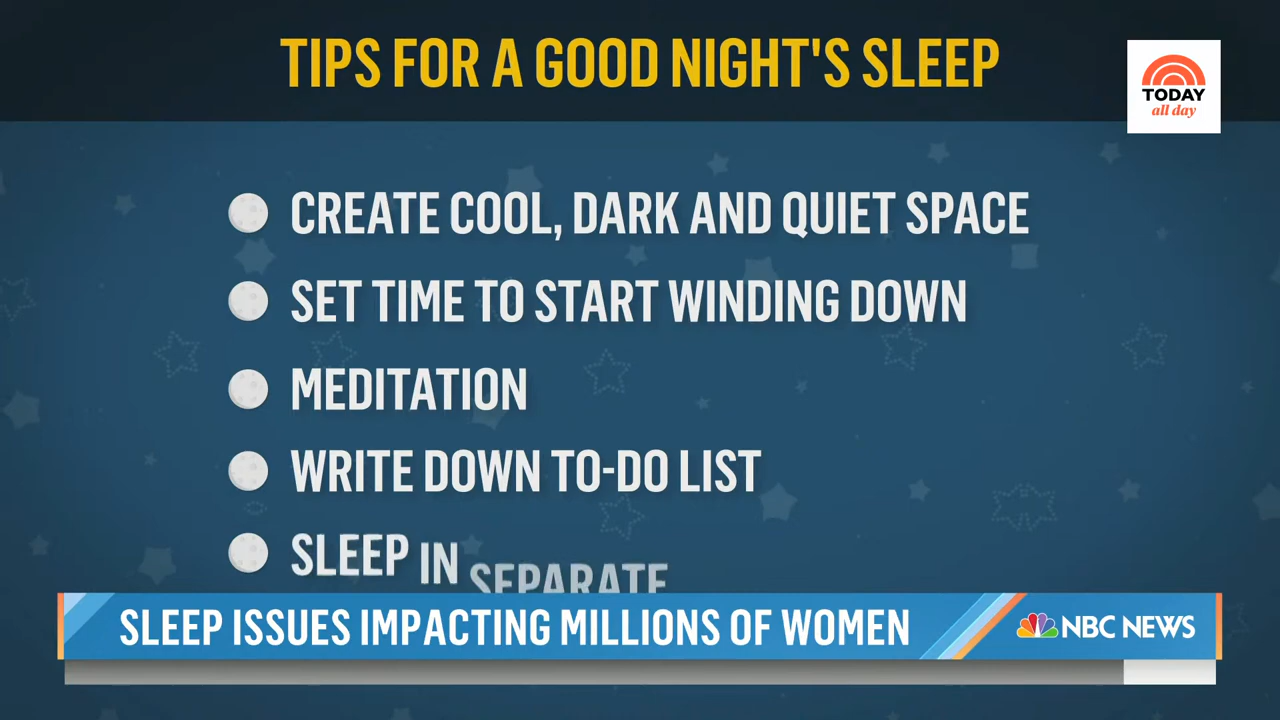 TIPS FOR A GOOD NIGHT'S SLEEP
TODAY
all day
CREATE COOL, DARK AND QUIET SPACE
SET TIME TO START WINDING DOWN
MEDITATION
WRITE DOWN TO-DO LIST
SLEEP IN SEPARATE
SLEEP ISSUES IMPACTING MILLIONS OF WOMEN
NBC NEWS